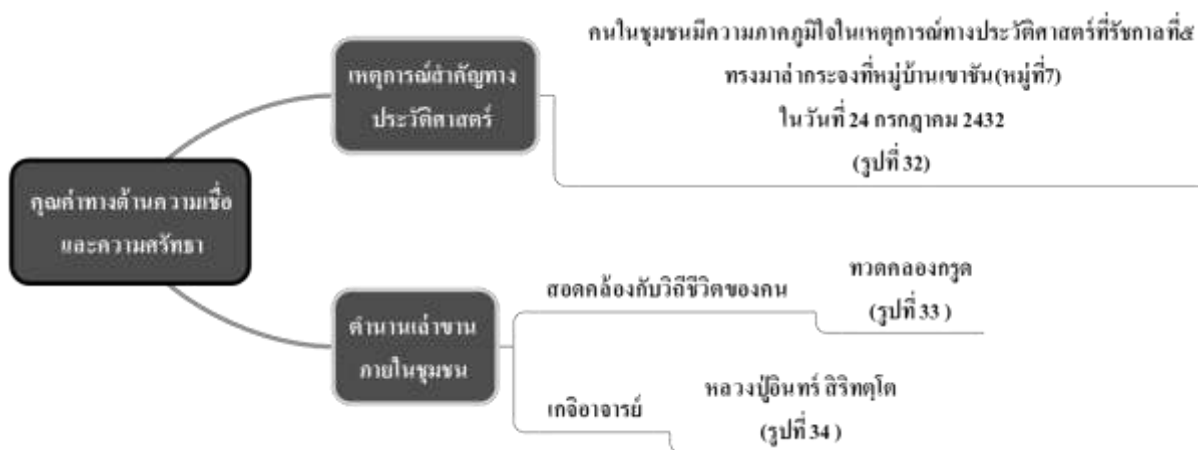 คุณค่าทางด้านความเชื่อ
และความศรัทธา
เหตุการณ์สำคัญทาง
ประวัติศาสตร์
คนในชุมชนมีความภาคภูมิใจในเหตุการณ์ทางประวัติศาสตร์ที่รัชกาลที่๕
ทรงมาล่ากระจงที่หมู่บ้านเขาชัน(หมู่ที่7)
ในวันที่ 24 กรกฎาคม 2432
(รูปที่ 32)
ตำนานเล่าขาน
ภายในชุมชน
สอดคล้องกับวิถีชีวิตของคน
ทวดคลองกรูด
(รูปที่ 33 )
เกจิอาจารย์
หลวงปู่อินทร์ สิริทตฺโต
(รูปที่ 34 )